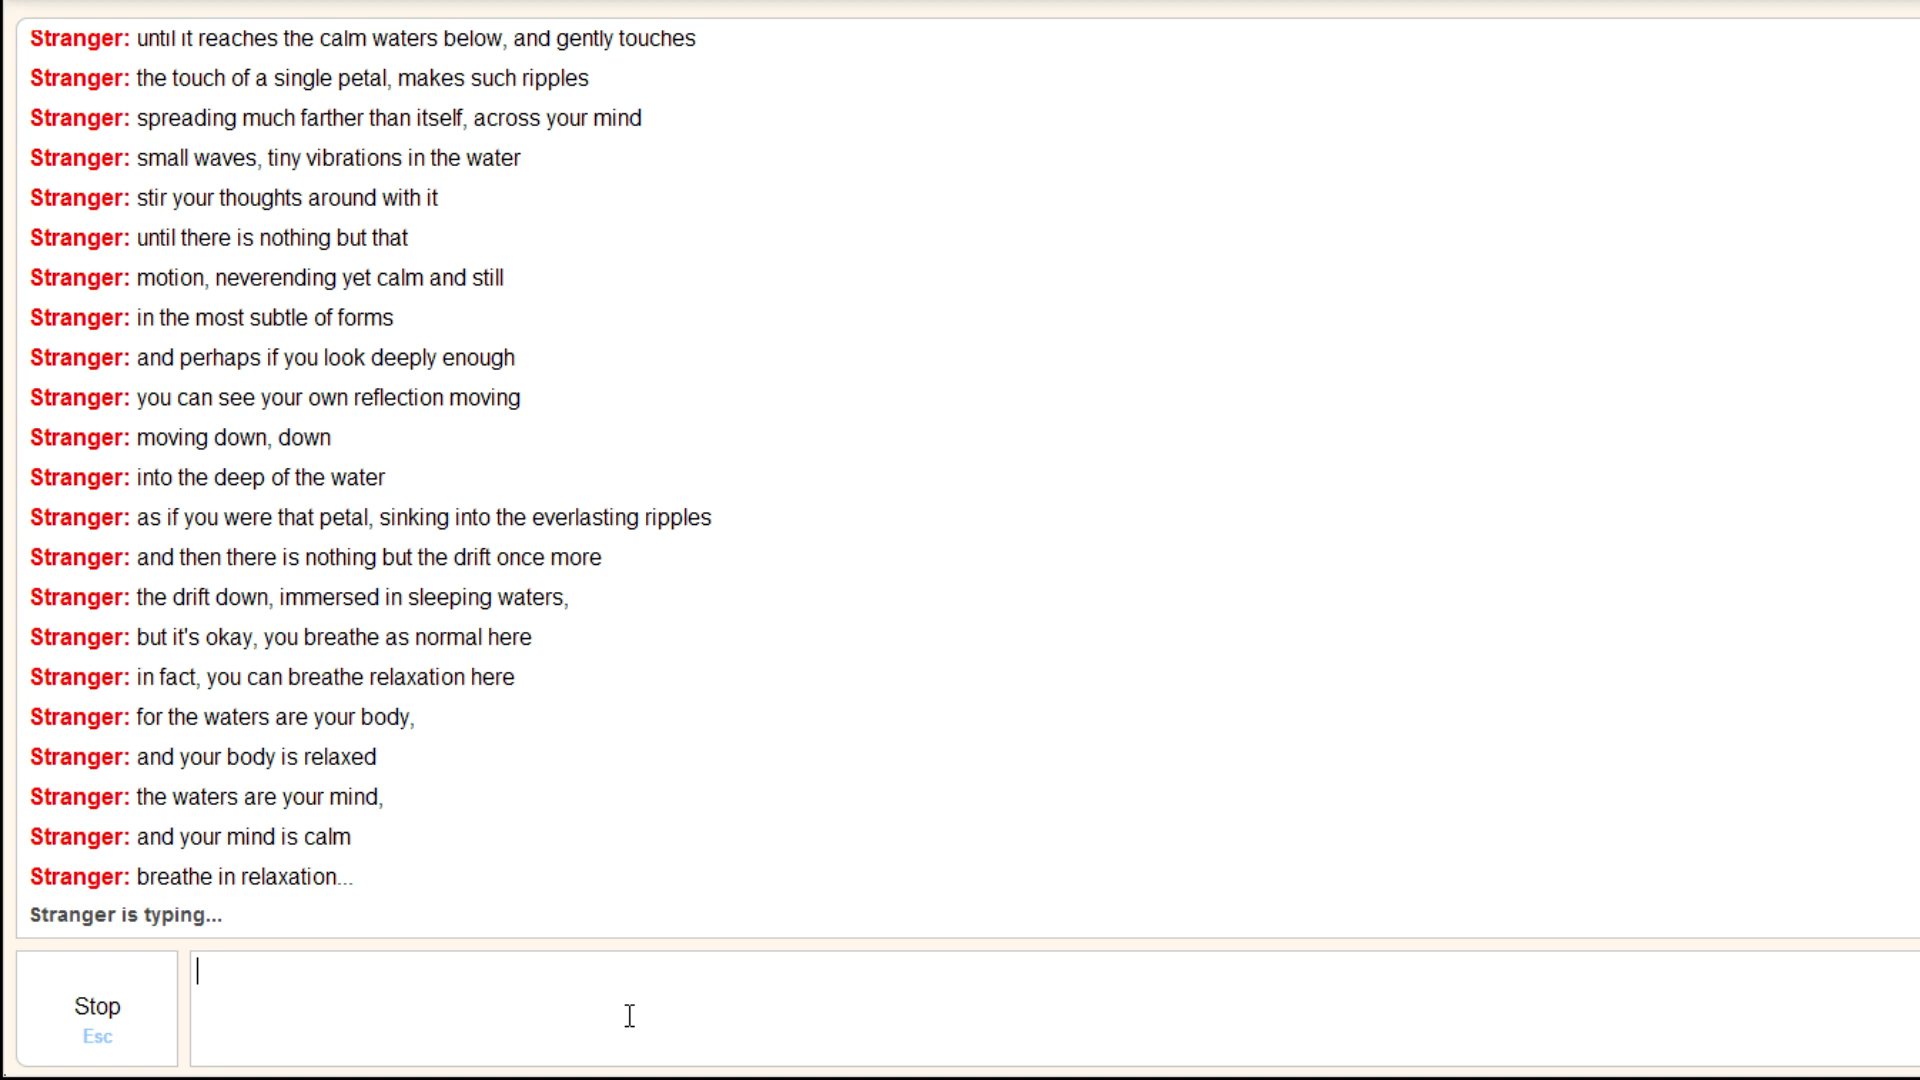 Stranger: until it reaches the calm waters below, and gently touches
Stranger: the touch of a single petal, makes such ripples
Stranger: spreading much farther than itself, across your mind
Stranger: small waves, tiny vibrations in the water
Stranger: stir your thoughts around with it
Stranger: until there is nothing but that
Stranger: motion, neverending yet calm and still
Stranger: in the most subtle of forms
Stranger: and perhaps if you look deeply enough
Stranger: you can see your own reflection moving
Stranger: moving down, down
Stranger: into the deep of the water
Stranger: as if you were that petal, sinking into the everlasting ripples
Stranger: and then there is nothing but the drift once more
Stranger: the drift down, immersed in sleeping waters,
Stranger: but it's okay, you breathe as normal here
Stranger: in fact, you can breathe relaxation here
Stranger: for the waters are your body,
Stranger: and your body is relaxed
Stranger: the waters are your mind,
Stranger: and your mind is calm
Stranger: breathe in relaxation...
Stranger is typing...
Stop
Esc